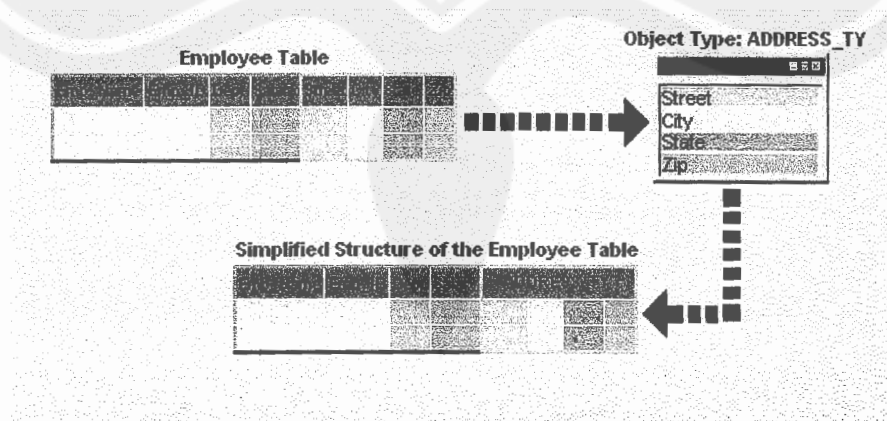 Object Type: ADDRESS_TY
Employee Table
Street
City
State
Zip
Simplified Structure of the Employee Table